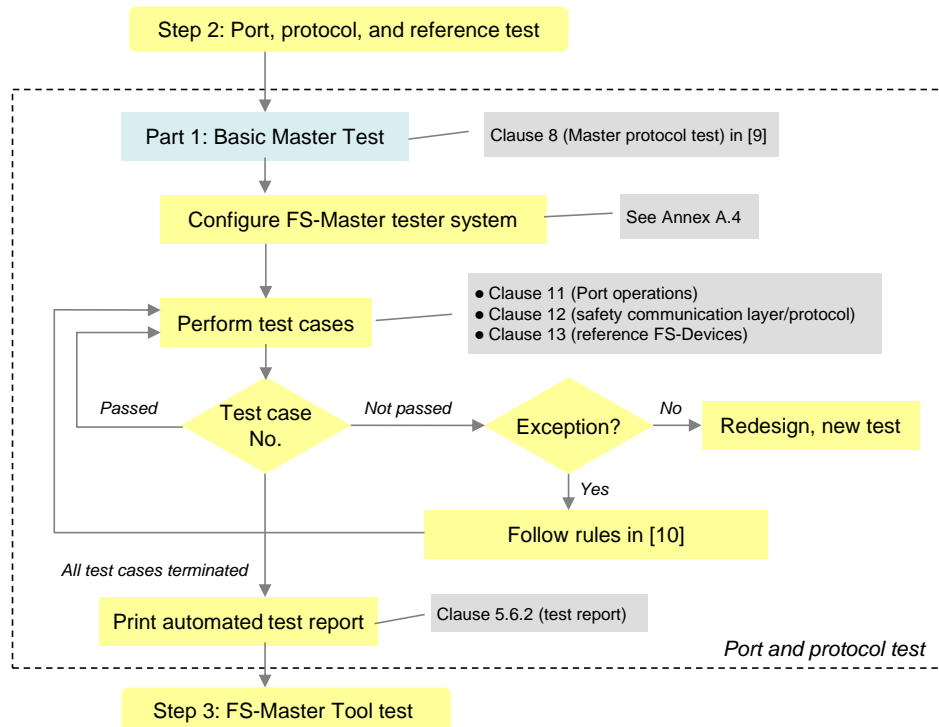 Step 2: Port, protocol, and reference test
Part 1: Basic Master Test
Clause 8 (Master protocol test) in [9]
Configure FS-Master tester system
See Annex A.4
Perform test cases
● Clause 11 (Port operations)
● Clause 12 (safety communication layer/protocol)
● Clause 13 (reference FS-Devices)
Passed
Test case
No.
Not passed
Exception?
No
Redesign, new test
Yes
Follow rules in [10]
All test cases terminated
Print automated test report
Clause 5.6.2 (test report)
Port and protocol test
Step 3: FS-Master Tool test